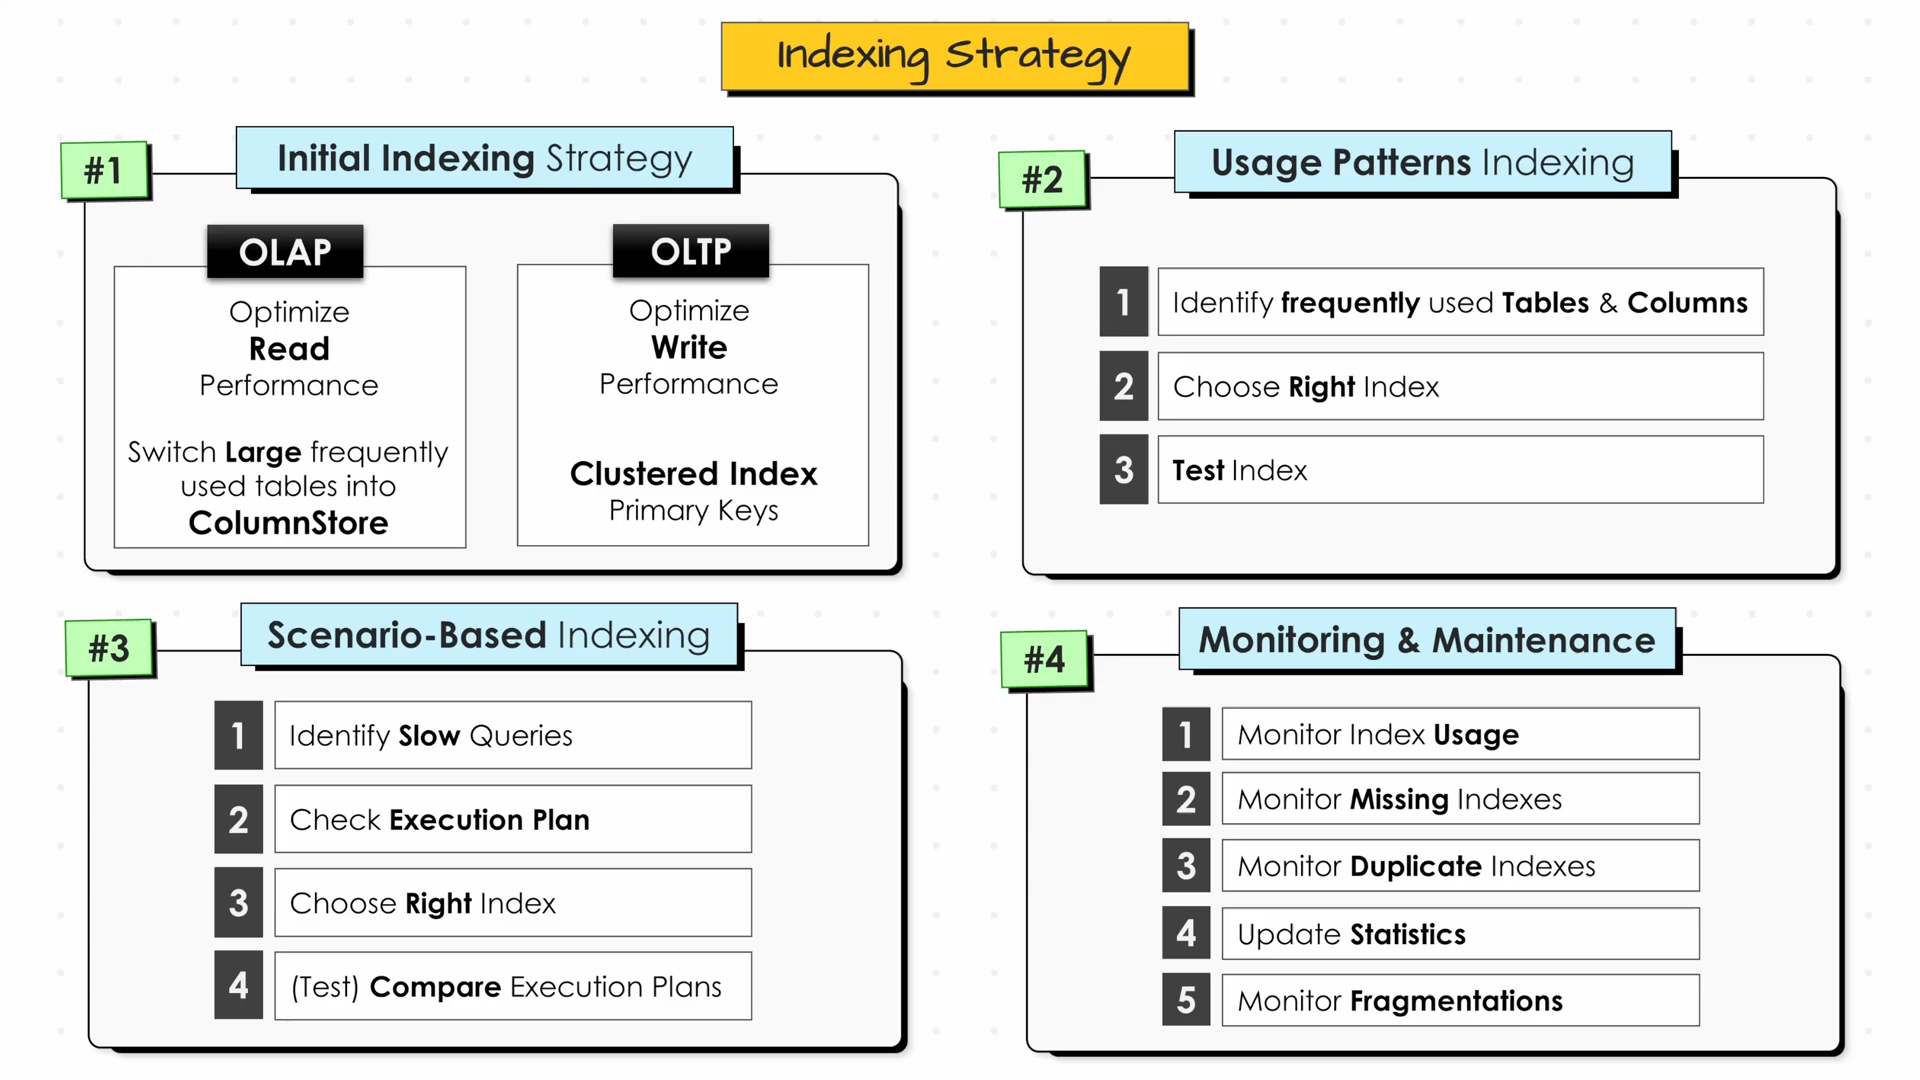 Indexing Strategy
#1
Initial Indexing Strategy
OLAP
Optimize
Read
Performance
Switch Large frequently
used tables into
ColumnStore
OLTP
Optimize
Write
Performance
Clustered Index
Primary Keys
#2
Usage Patterns Indexing
1 Identify frequently used Tables & Columns
2 Choose Right Index
3 Test Index
#3
Scenario-Based Indexing
1 Identify Slow Queries
2 Check Execution Plan
3 Choose Right Index
4 (Test) Compare Execution Plans
#4
Monitoring & Maintenance
1 Monitor Index Usage
2 Monitor Missing Indexes
3 Monitor Duplicate Indexes
4 Update Statistics
5 Monitor Fragmentations